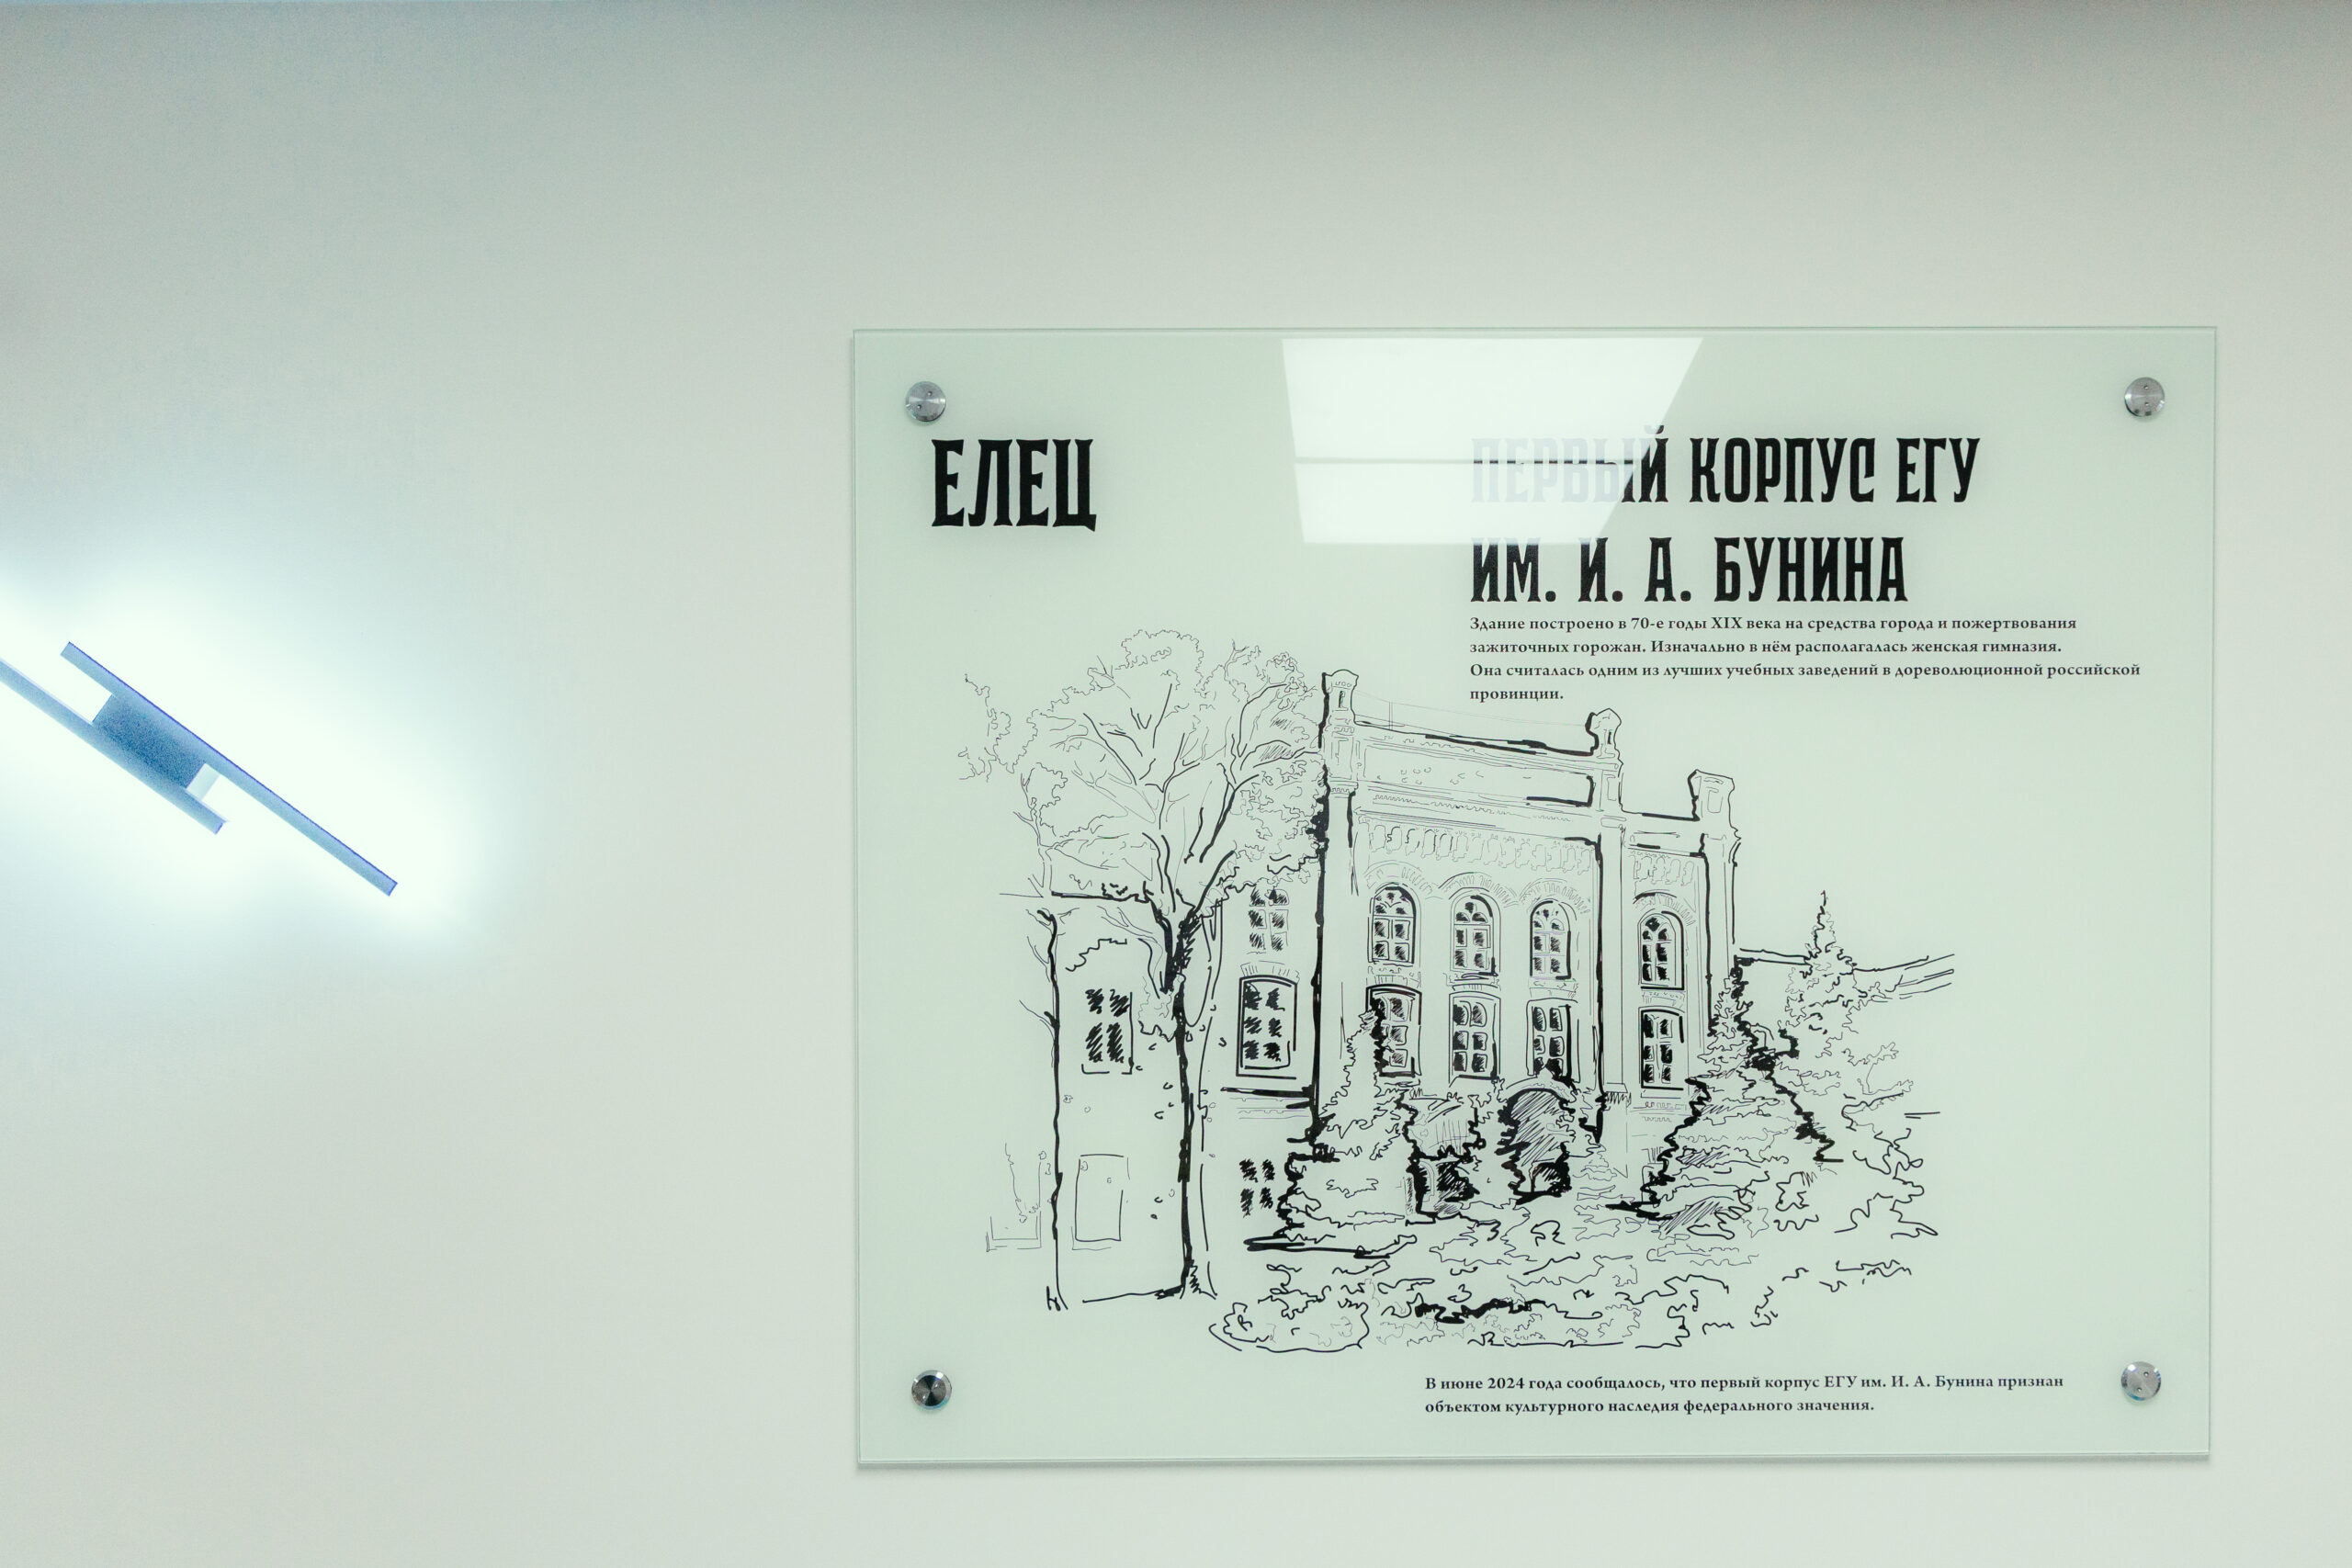 ЕЛЕЦ
ПЕРВЫЙ КОРПУС ЕГУ
ИМ. И. А. БУНИНА
Здание построено в 70-е годы XIX века на средства города и пожертвования
зажиточных горожан. Изначально в нём располагалась женская гимназия.
Она считалась одним из лучших учебных заведений в дореволюционной российской
провинции.
В июне 2024 года сообщалось, что первый корпус ЕГУ им. И. А. Бунина признан
объектом культурного наследия федерального значения.